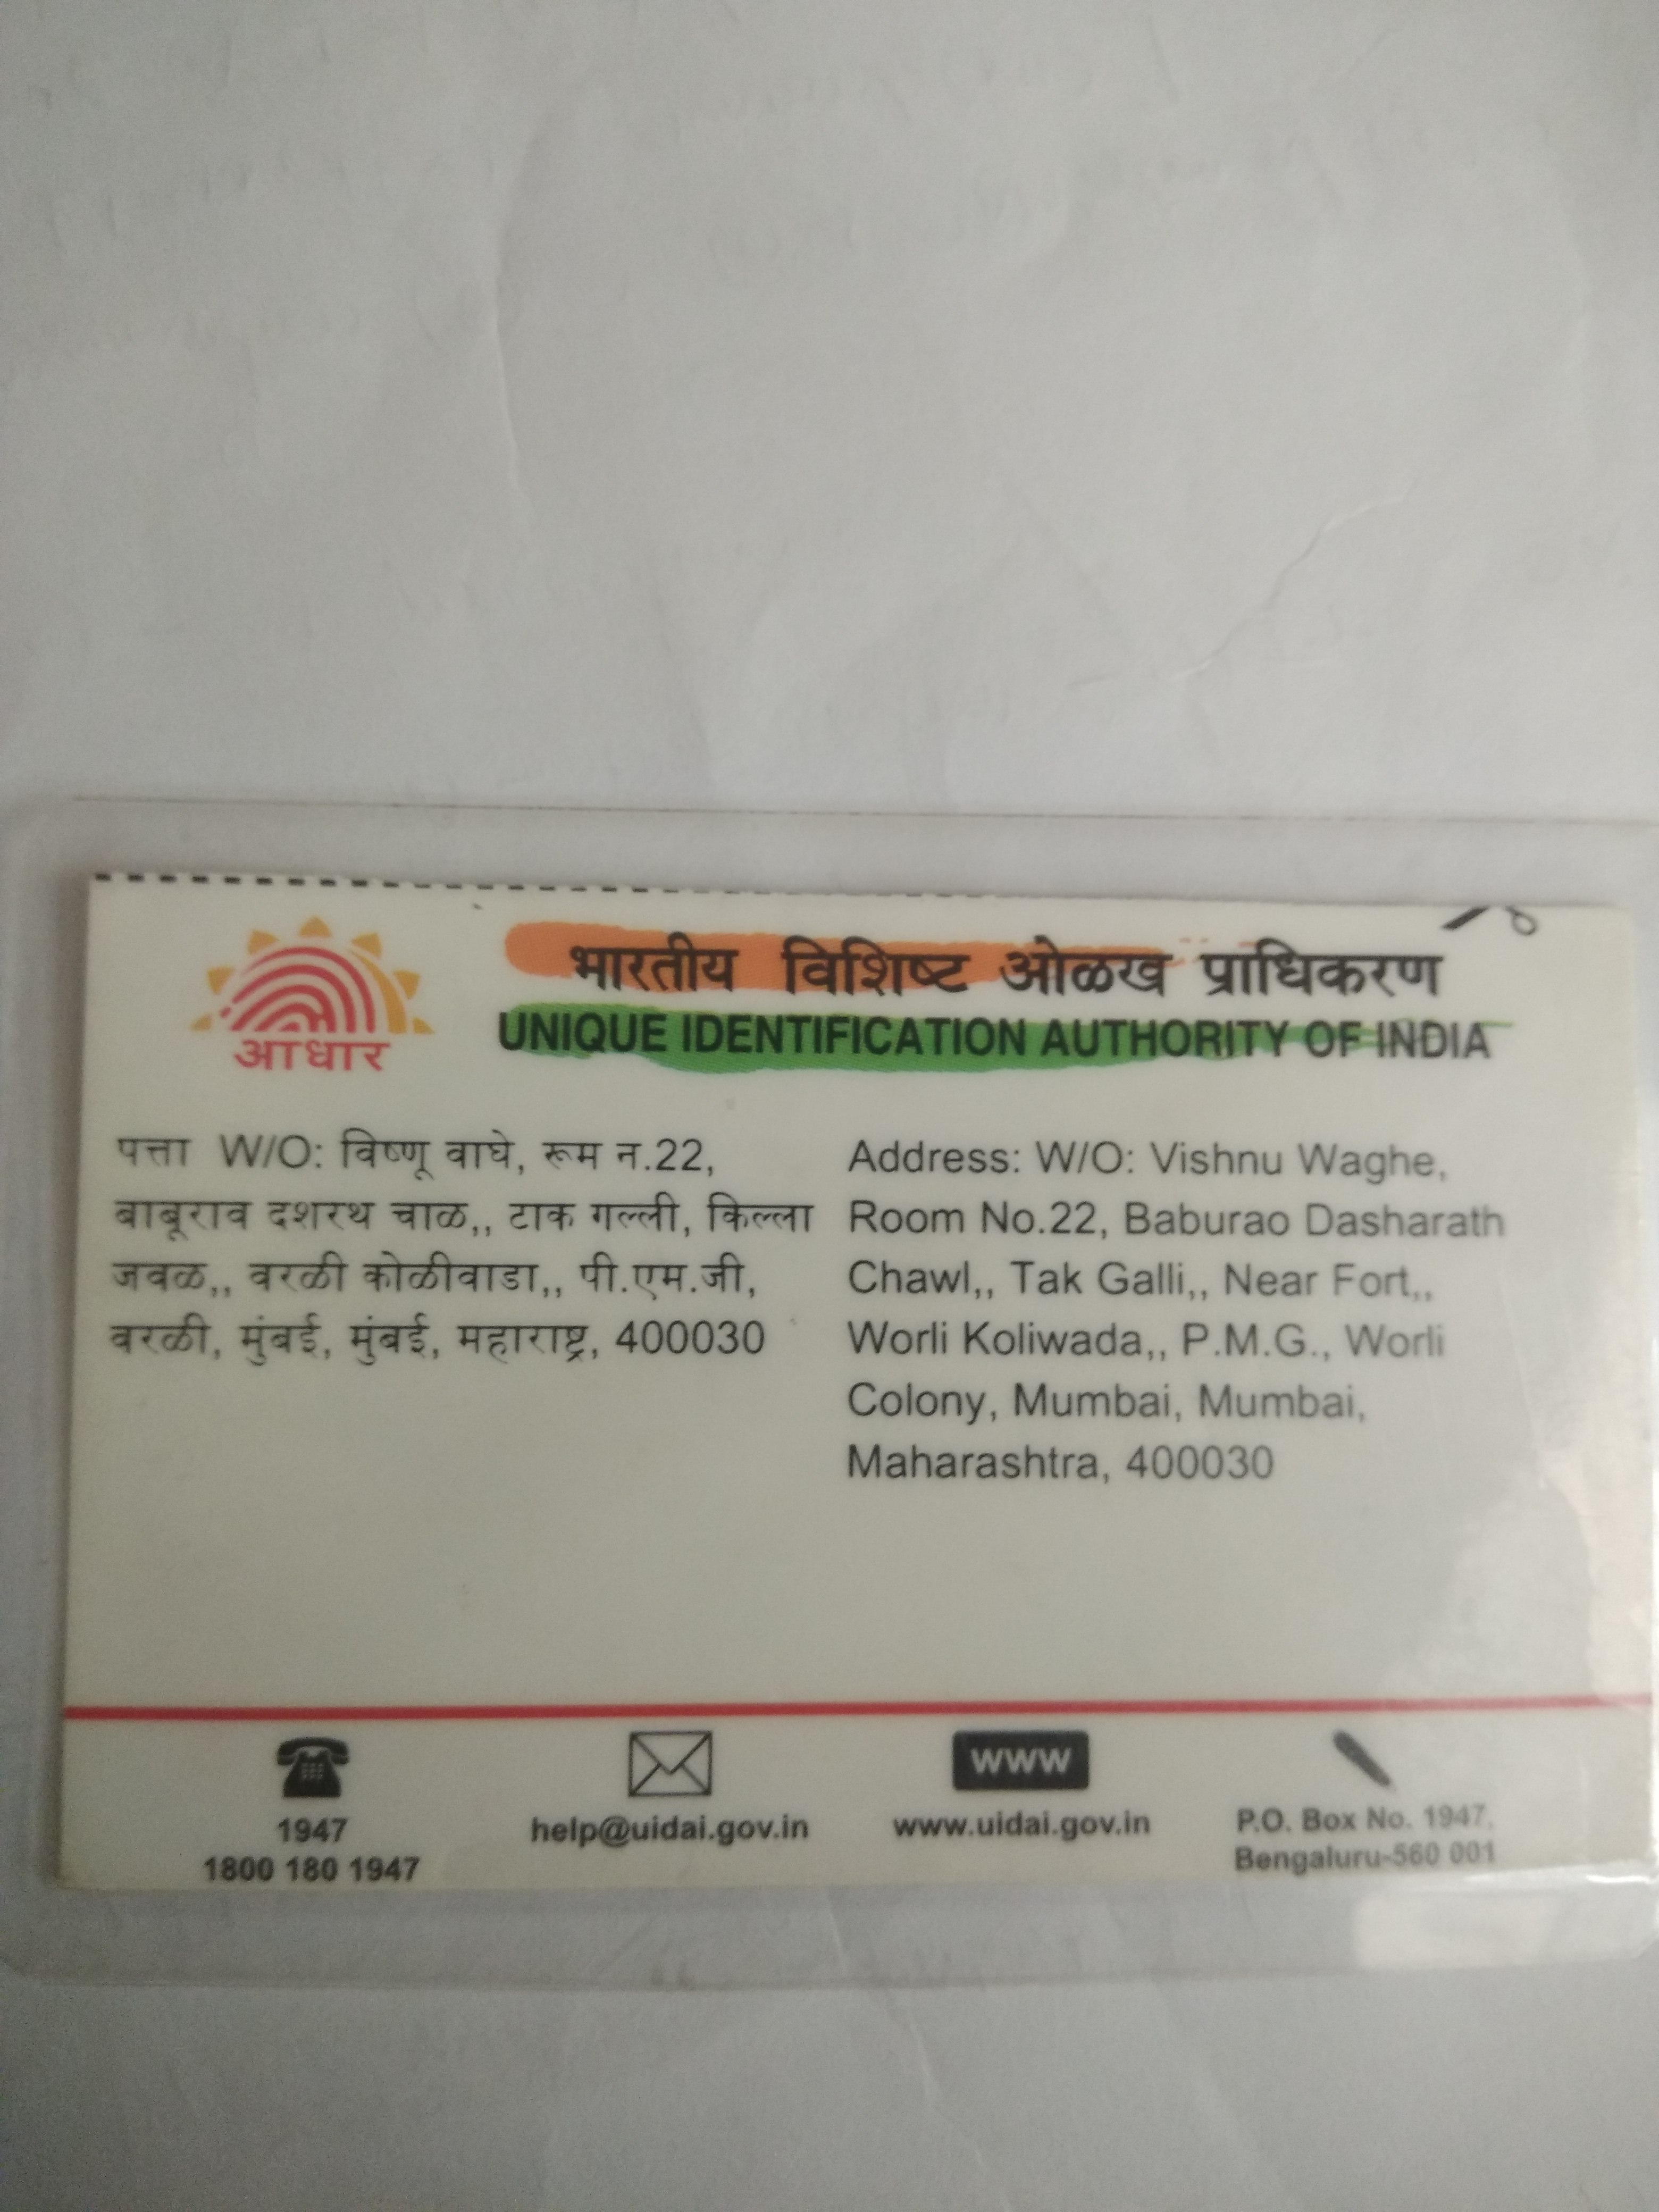 आधार
भारतीय विशिष्ट ओळख प्राधिकरण
UNIQUE IDENTIFICATION AUTHORITY OF INDIA
पत्ता W/O: विष्णू वाघे, रूम न.22,
बाबूराव दशरथ चाळ,, टाक गल्ली, किल्ला
जवळ,, वरळी कोळीवाडा,, पी.एम.जी,
वरळी, मुंबई, मुंबई, महाराष्ट्र, 400030
Address: W/O: Vishnu Waghe,
Room No.22, Baburao Dasharath
Chawl,, Tak Galli,, Near Fort,,
Worli Koliwada,, P.M.G., Worli
Colony, Mumbai, Mumbai,
Maharashtra, 400030
1947
1800 180 1947
help@uidai.gov.in
WWW
www.uidai.gov.in
P.O. Box No. 1947,
Bengaluru-560 001